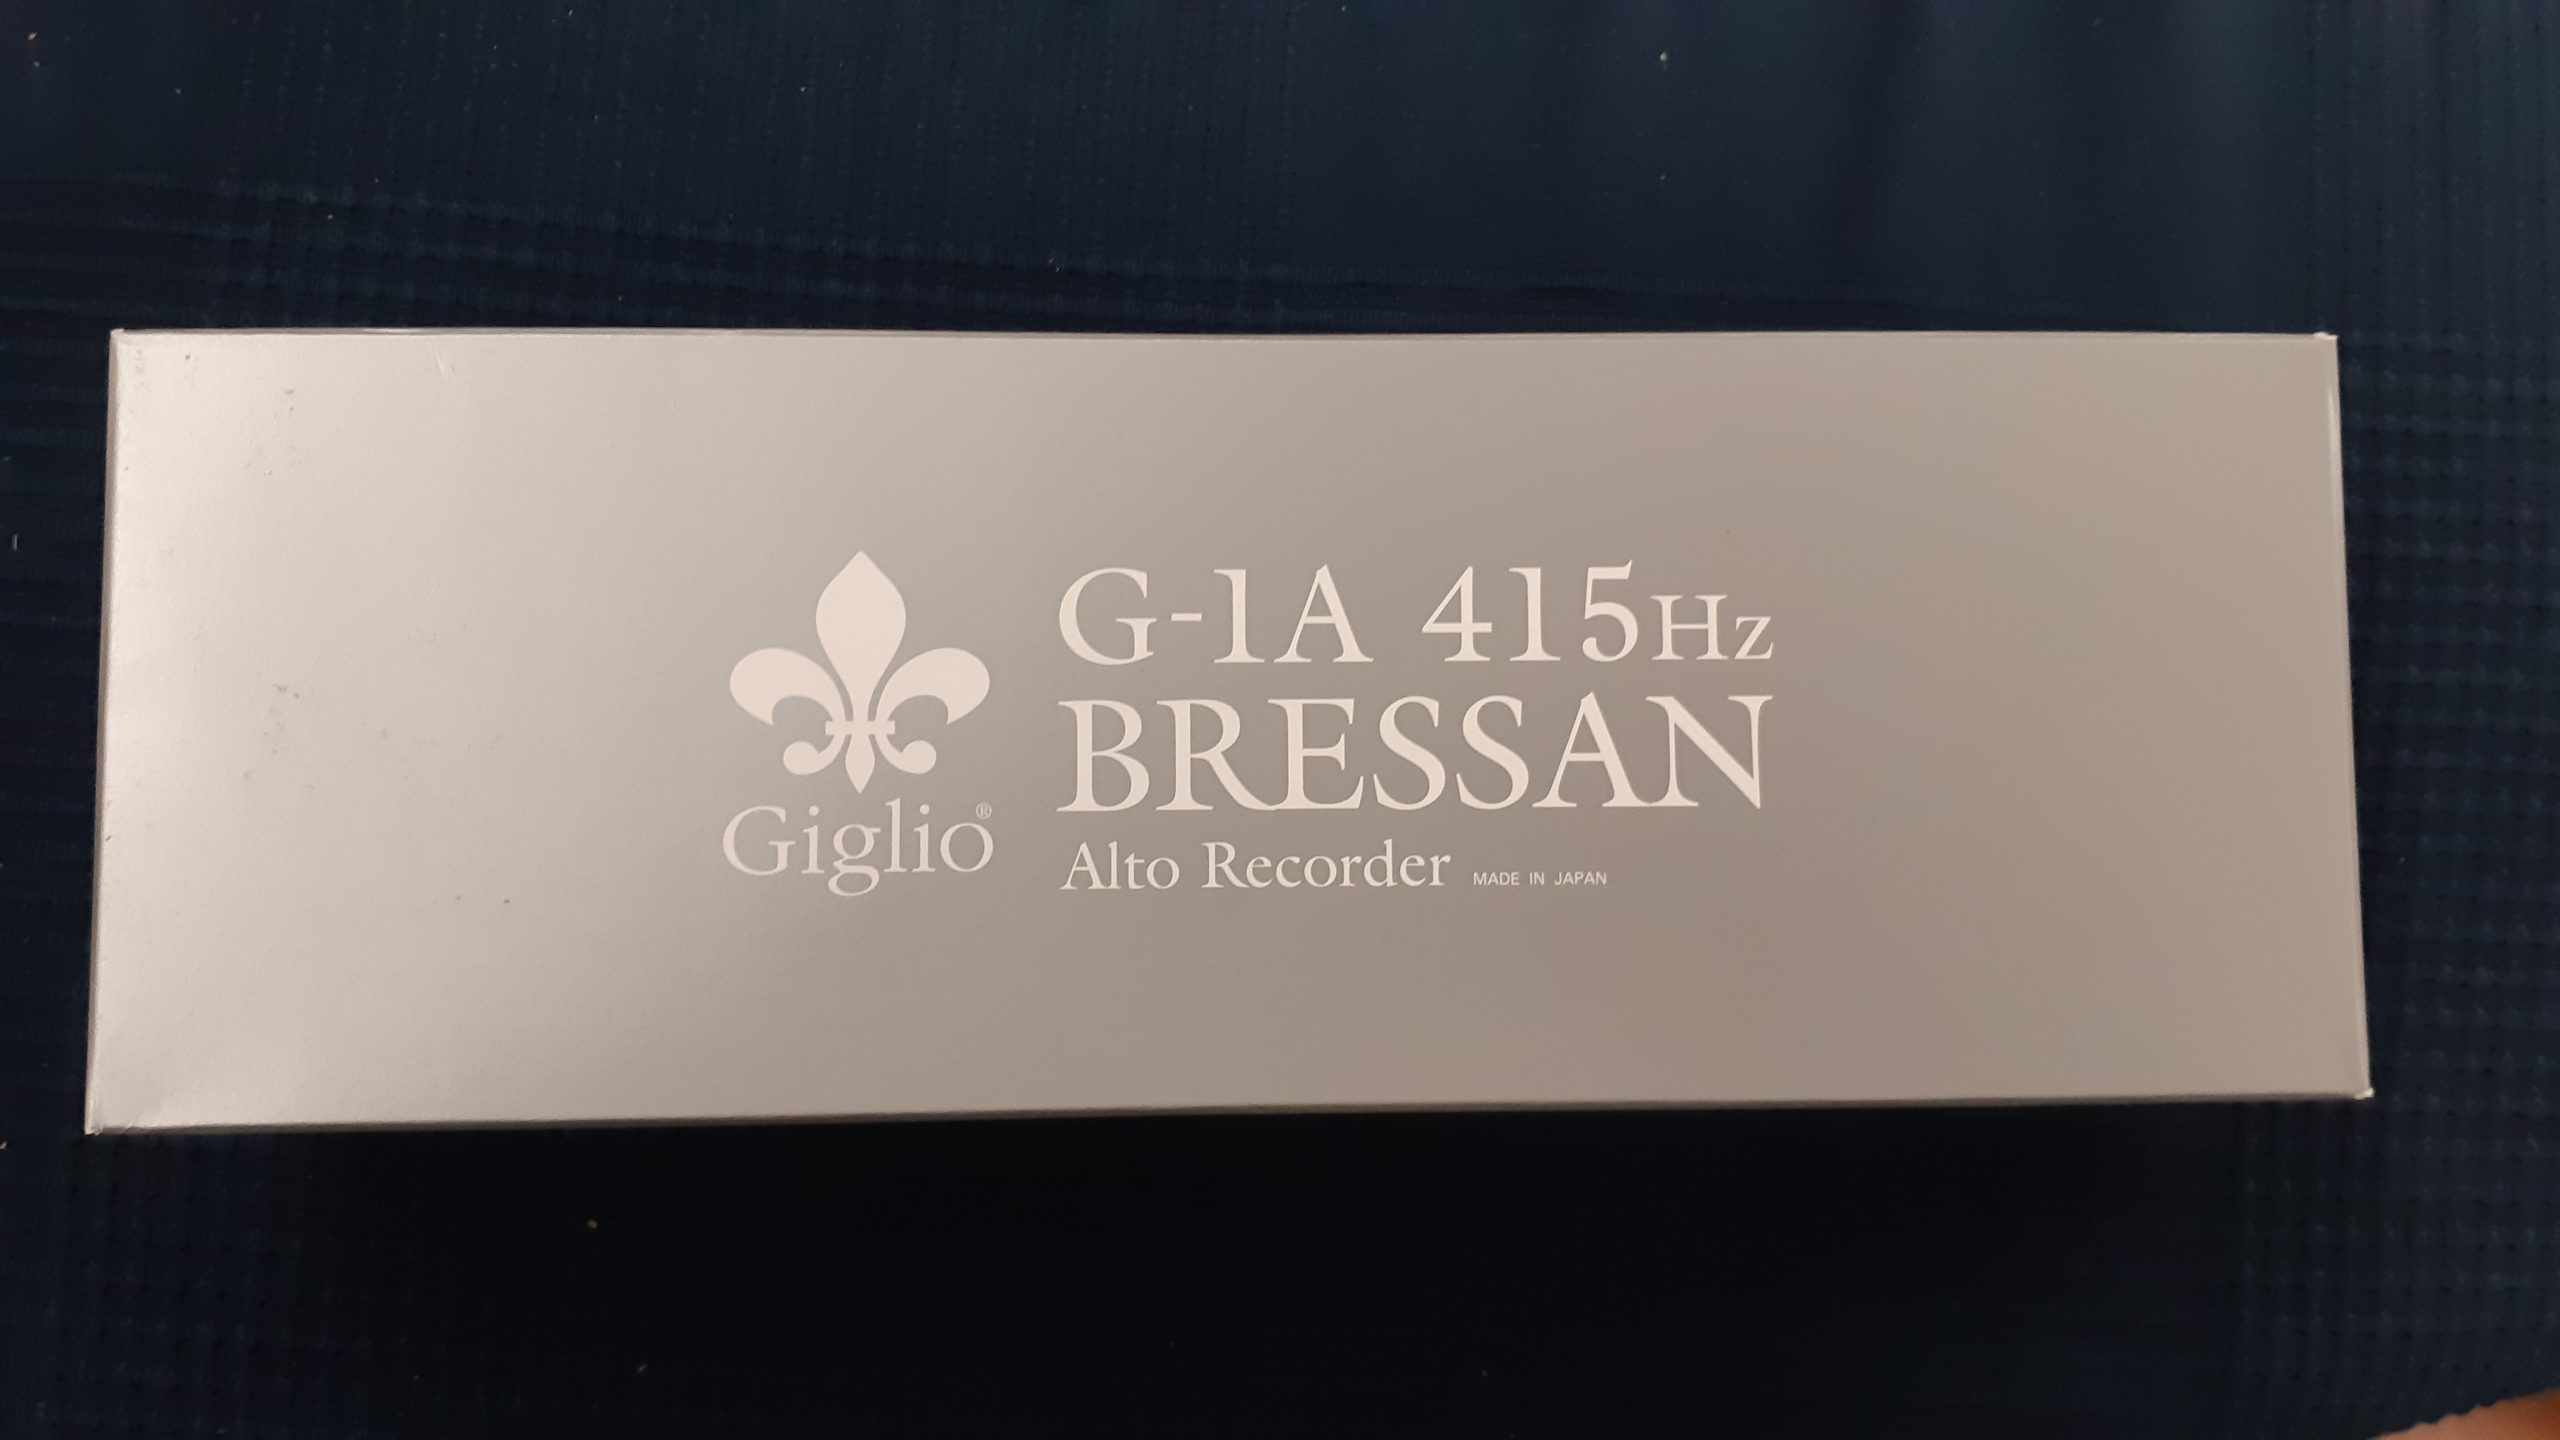 Giglio®
G-1A 415Hz
BRESSAN
Alto Recorder MADE IN JAPAN